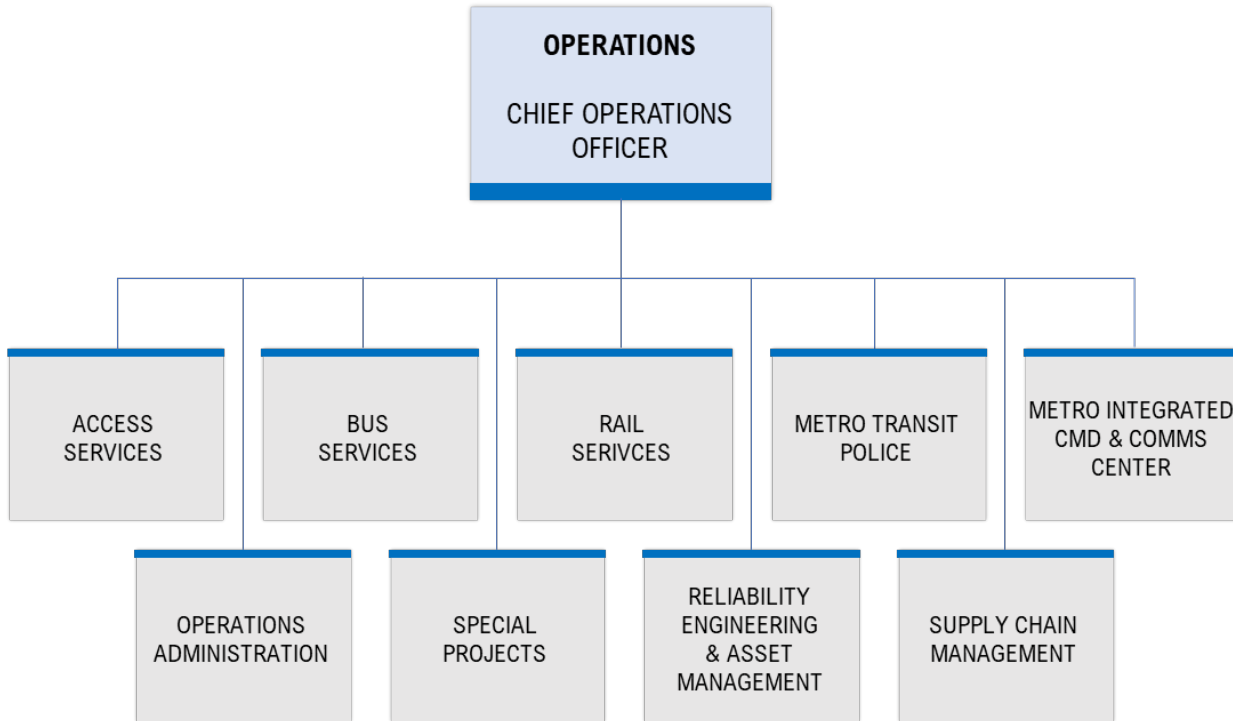 OPERATIONS
CHIEF OPERATIONS
OFFICER
ACCESS
SERVICES
BUS
SERVICES
RAIL
SERIVCES
METRO TRANSIT
POLICE
METRO INTEGRATED
CMD & COMMS
CENTER
OPERATIONS
ADMINISTRATION
SPECIAL
PROJECTS
RELIABILITY
ENGINEERING
& ASSET
MANAGEMENT
SUPPLY CHAIN
MANAGEMENT